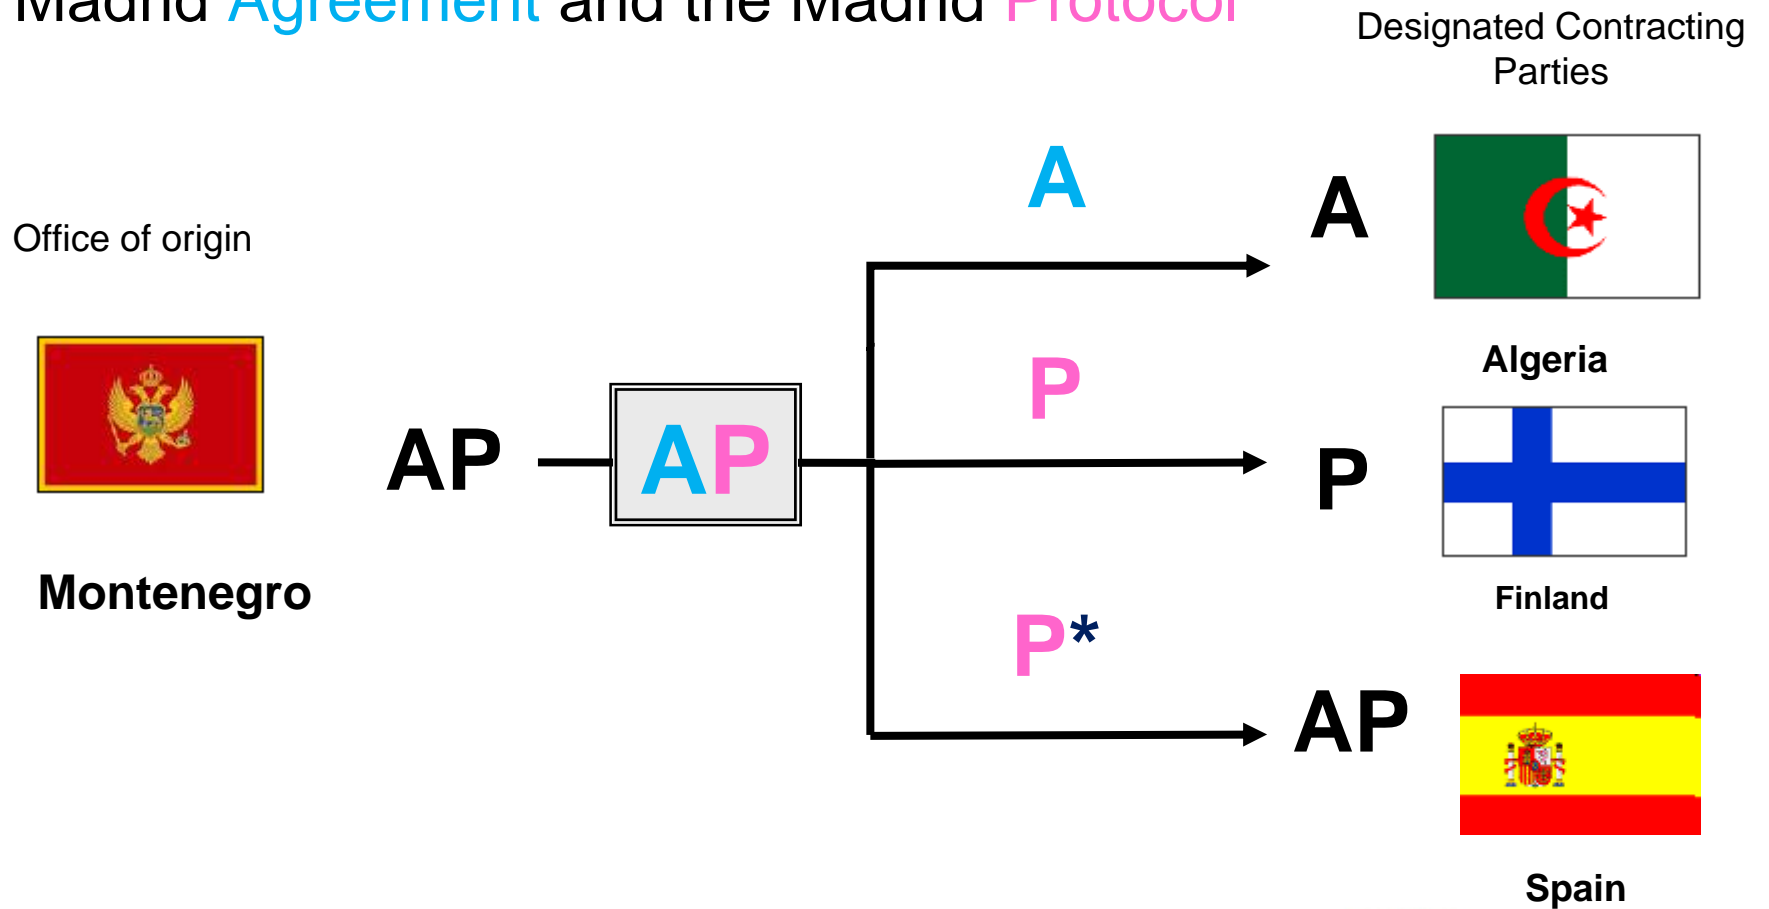 Madrid Agreement and the Madrid Protocol
Designated Contracting
Parties
Office of origin
A
A
Algeria
P
AP
AP
P
Montenegro
Finland
P*
AP
Spain